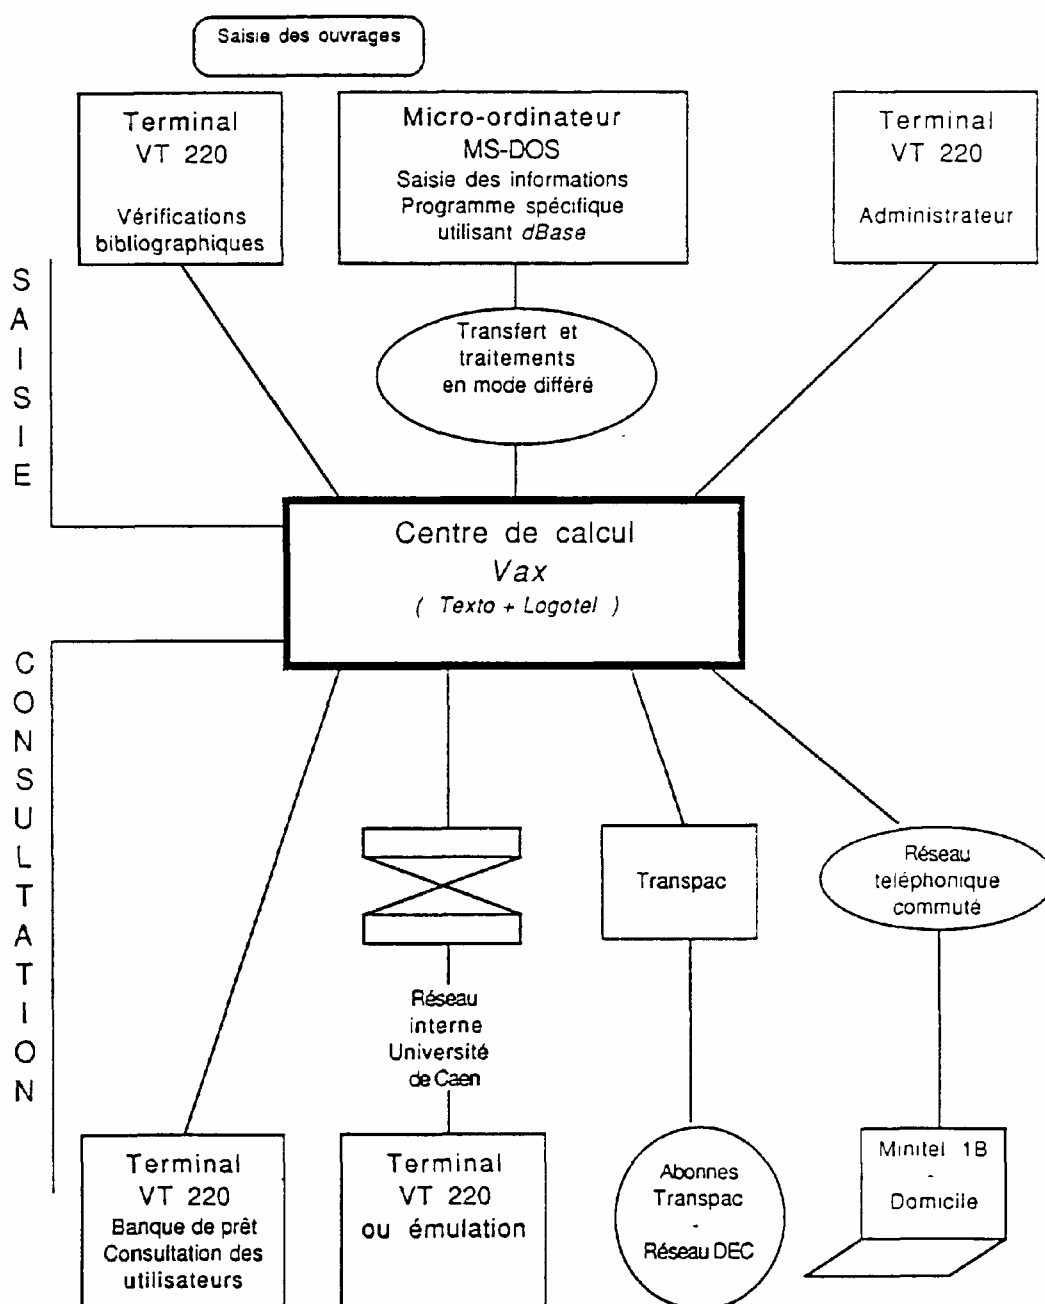 Saisie des ouvrages
Terminal
VT 220
Vérifications
bibliographiques
Micro-ordinateur
MS-DOS
Saisie des informations
Programme spécifique
utilisant dBase
Terminal
VT 220
Administrateur
SAISIE
Transfert et
traitements
en mode différé
Centre de calcul
Vax
( Texto + Logotel )
CONSULTATION
Réseau
interne
Université
de Caen
Transpac
Réseau
teléphonique
commuté
Terminal
VT 220
Banque de prêt
Consultation des
utilisateurs
Terminal
VT 220
ou émulation
Abonnes
Transpac
-
Réseau DEC
Minitel 1B
-
Domicile